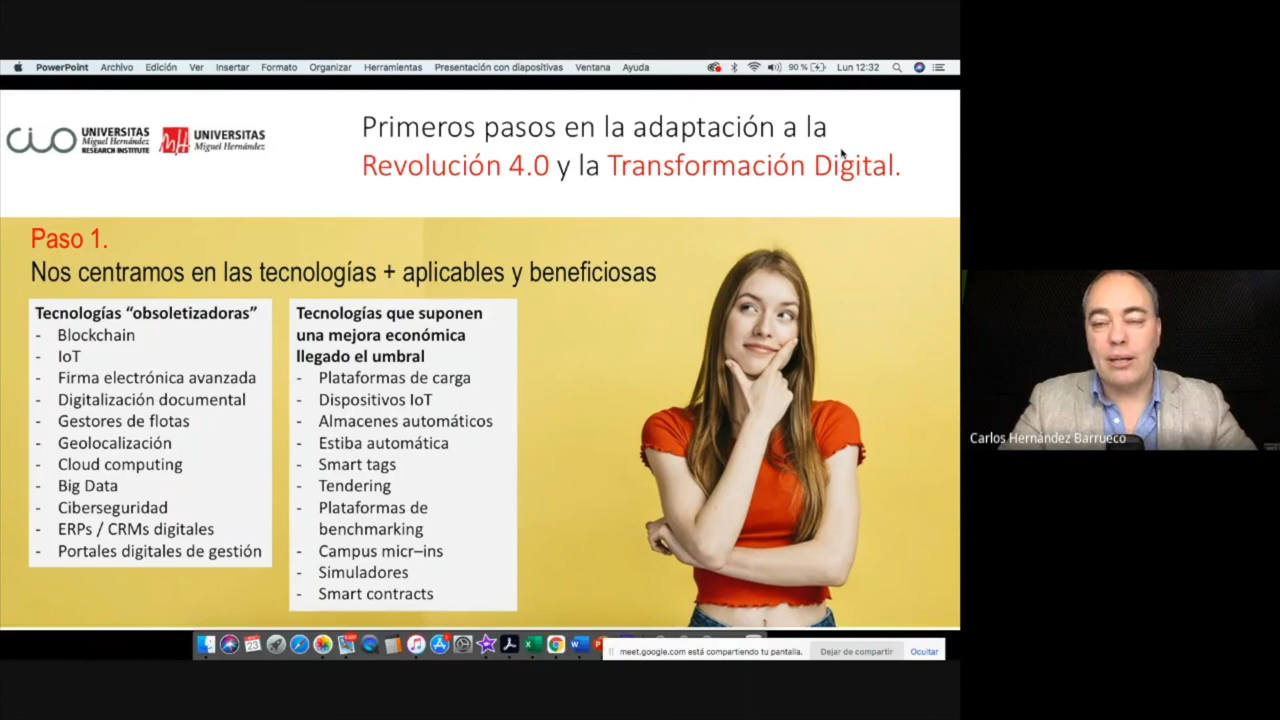 PowerPoint Archivo Edición Ver Insertar Formato Organizar Herramientas Presentación con diapositivas Ventana Ayuda 90 % Lun 12:32
CIO UNIVERSITAS
Miguel Hernández
RESEARCH INSTITUTE
UNIVERSITAS
Miguel Hernández
Primeros pasos en la adaptación a la
Revolución 4.0 y la Transformación Digital.
Paso 1.
Nos centramos en las tecnologías + aplicables y beneficiosas
Tecnologías “obsoletizadoras”
- Blockchain
- IoT
- Firma electrónica avanzada
- Digitalización documental
- Gestores de flotas
- Geolocalización
- Cloud computing
- Big Data
- Ciberseguridad
- ERPs / CRMs digitales
- Portales digitales de gestión
Tecnologías que suponen
una mejora económica
llegado el umbral
- Plataformas de carga
- Dispositivos IoT
- Almacenes automáticos
- Estiba automática
- Smart tags
- Tendering
- Plataformas de
benchmarking
- Campus micr–ins
- Simuladores
- Smart contracts
Carlos Hernández Barrueco
meet.google.com está compartiendo tu pantalla.
Dejar de compartir
Ocultar